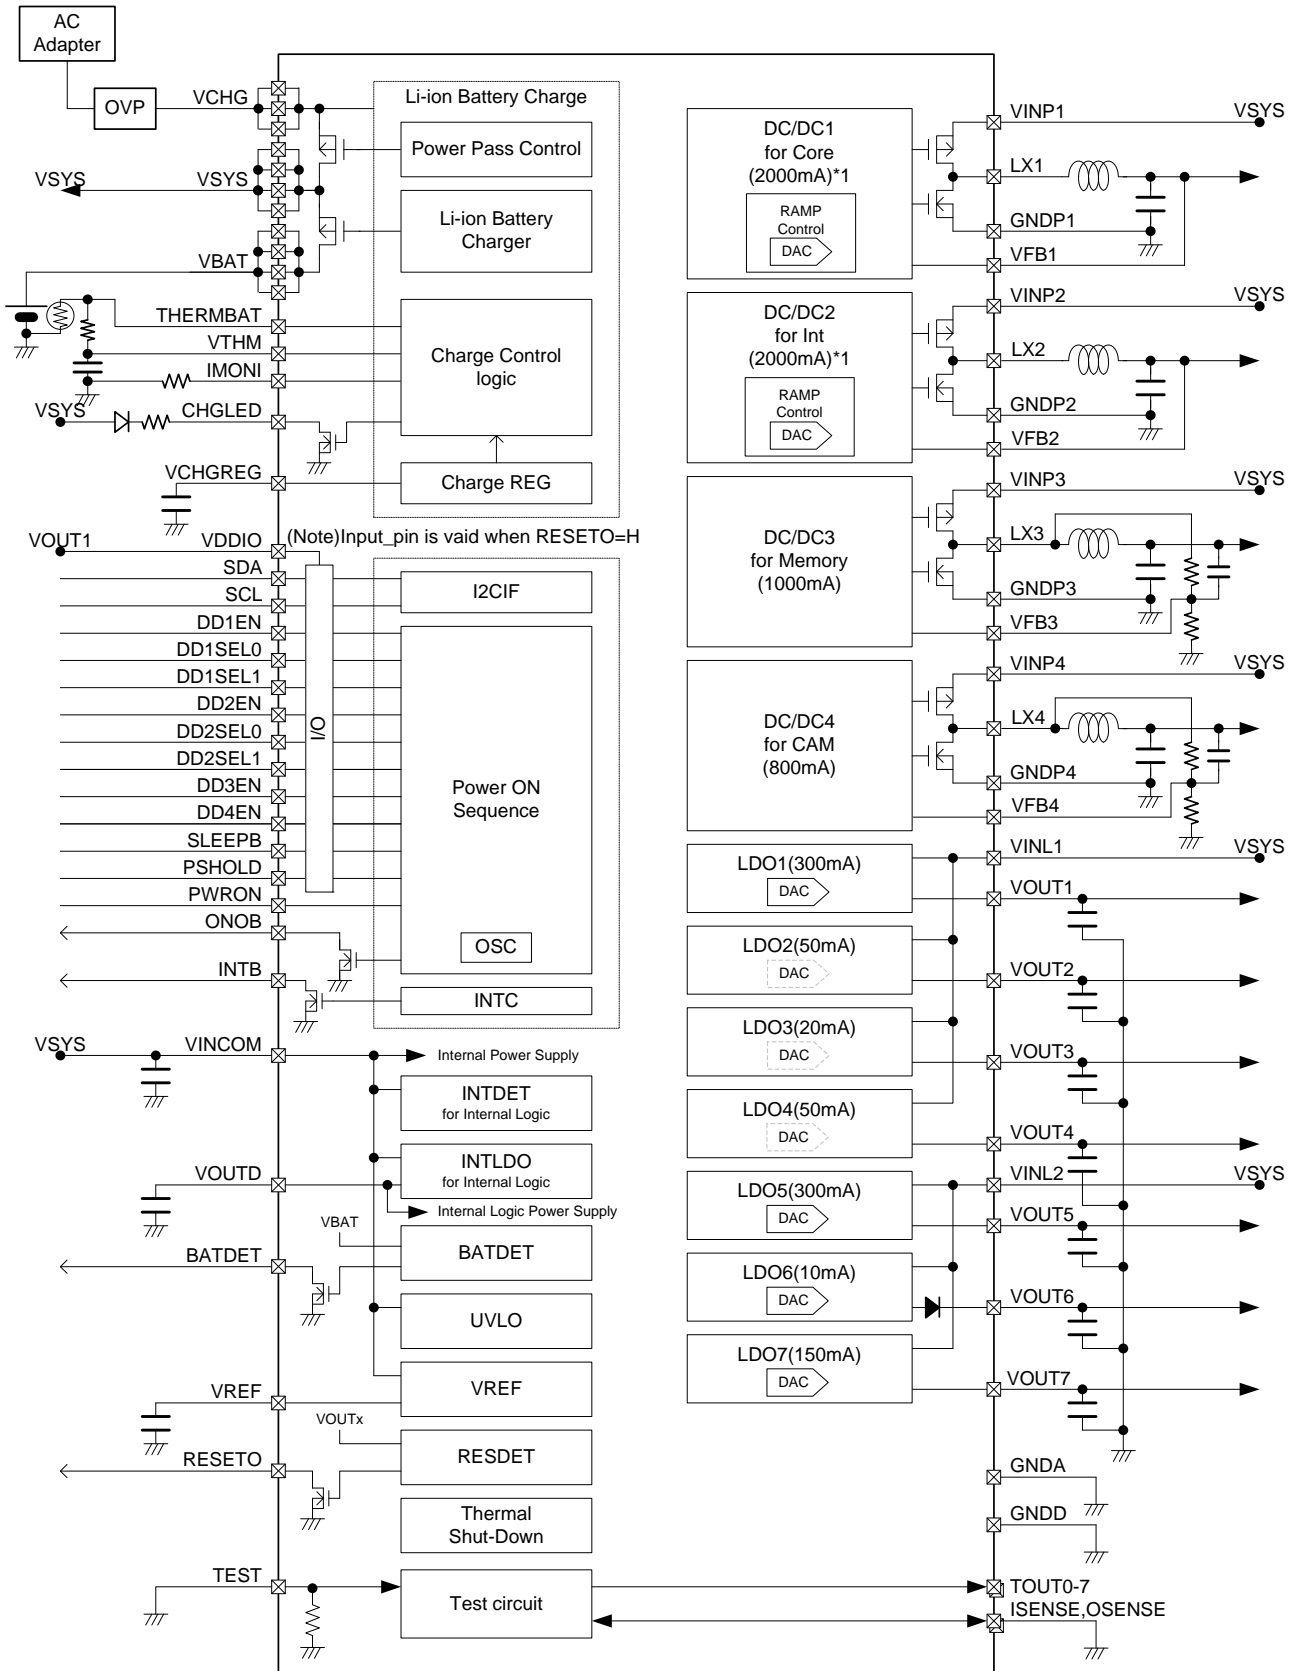 AC
Adapter
OVP
VCHG
Li-ion Battery Charge
Power Pass Control
VSYS
VSYS
Li-ion Battery
Charger
VBAT
THERMBAT
VTHM
IMONI
Charge Control
logic
VSYS
CHGLED
VCHGREG
Charge REG
(Note)Input_pin is vaid when RESETO=H
VOUT1
VDDIO
SDA
SCL
I2CIF
DD1EN
DD1SEL0
DD1SEL1
DD2EN
DD2SEL0
DD2SEL1
DD3EN
DD4EN
SLEEPB
PSHOLD
PWRON
ONOB
INTB
I/O
Power ON
Sequence
OSC
INTC
VSYS
VINCOM
Internal Power Supply
INTDET
for Internal Logic
INTLDO
for Internal Logic
VOUTD
Internal Logic Power Supply
VBAT
BATDET
BATDET
UVLO
VREF
VREF
VOUTx
RESETO
RESDET
Thermal
Shut-Down
TEST
Test circuit
DC/DC1
for Core
(2000mA)*1
RAMP
Control
DAC
VINP1
VSYS
LX1
GNDP1
VFB1
DC/DC2
for Int
(2000mA)*1
RAMP
Control
DAC
VINP2
VSYS
LX2
GNDP2
VFB2
DC/DC3
for Memory
(1000mA)
VINP3
VSYS
LX3
GNDP3
VFB3
DC/DC4
for CAM
(800mA)
VINP4
VSYS
LX4
GNDP4
VFB4
LDO1(300mA)
DAC
VINL1
VSYS
VOUT1
LDO2(50mA)
DAC
VOUT2
LDO3(20mA)
DAC
VOUT3
LDO4(50mA)
DAC
VOUT4
LDO5(300mA)
DAC
VINL2
VSYS
VOUT5
LDO6(10mA)
DAC
VOUT6
LDO7(150mA)
DAC
VOUT7
GNDA
GNDD
TOUT0-7
ISENSE,OSENSE